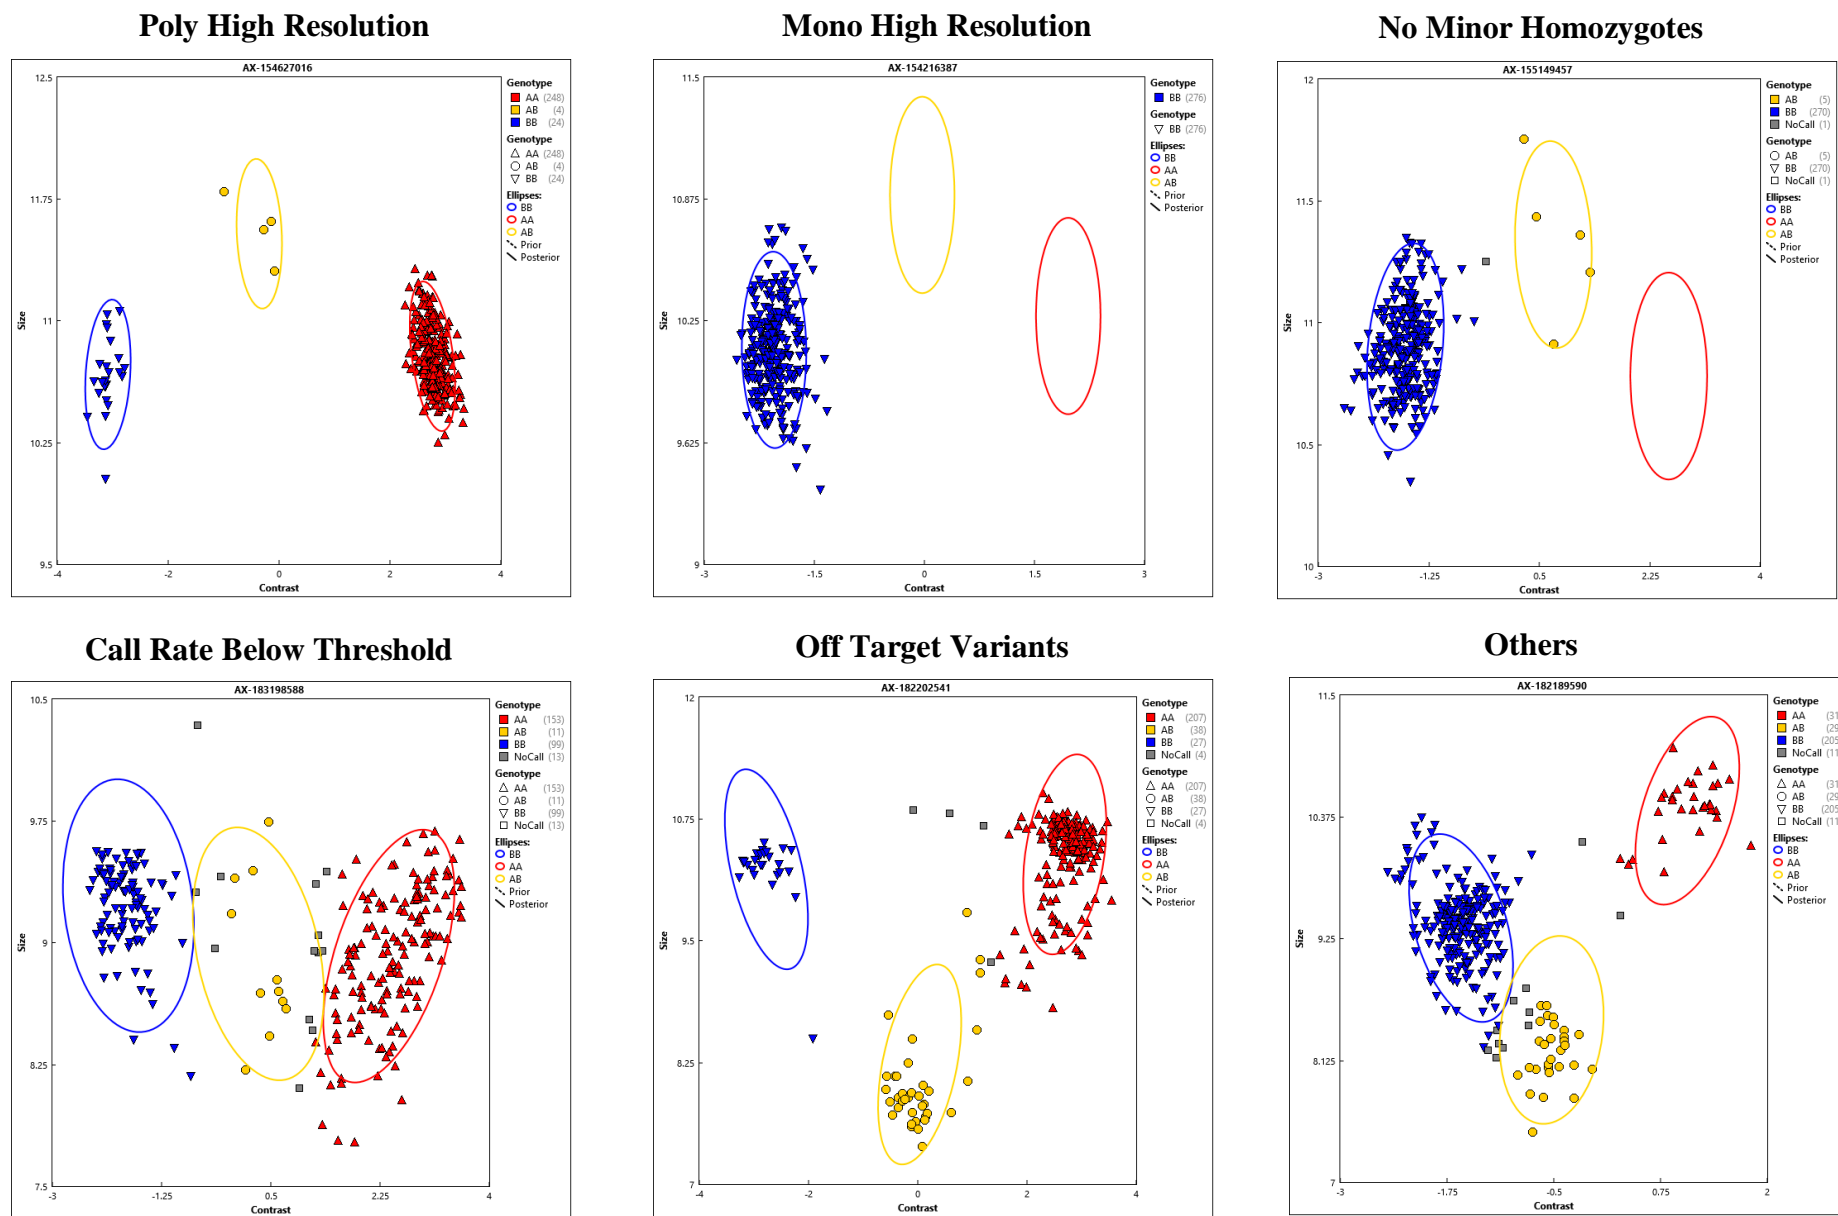 Poly High Resolution
AX-154627016
12.5
11.75
11
10.25
9.5
-4
-2
0
2
4
Size
Contrast
Genotype
AA (248)
AB (4)
BB (24)
Genotype
AA (248)
AB (4)
BB (24)
Ellipses:
BB
AA
AB
Prior
Posterior
Mono High Resolution
AX-154216387
11.5
10.875
10.25
9.625
9
-3
-1.5
0
1.5
3
Size
Contrast
Genotype
BB (276)
Genotype
BB (276)
Ellipses:
BB
AA
AB
Prior
Posterior
No Minor Homozygotes
AX-155149457
12
11.5
11
10.5
10
-3
-1.25
0.5
2.25
4
Size
Contrast
Genotype
AB (5)
BB (270)
NoCall (1)
Genotype
AB (5)
BB (270)
NoCall (1)
Ellipses:
BB
AA
AB
Prior
Posterior
Call Rate Below Threshold
AX-183198588
10.5
9.75
9
8.25
7.5
-3
-1.25
0.5
2.25
4
Size
Contrast
Genotype
AA (153)
AB (11)
BB (99)
NoCall (13)
Genotype
AA (153)
AB (11)
BB (99)
NoCall (13)
Ellipses:
BB
AA
AB
Prior
Posterior
Off Target Variants
AX-182202541
12
10.75
9.5
8.25
7
-4
-2
0
2
4
Size
Contrast
Genotype
AA (207)
AB (38)
BB (27)
NoCall (4)
Genotype
AA (207)
AB (38)
BB (27)
NoCall (4)
Ellipses:
BB
AA
AB
Prior
Posterior
Others
AX-182189590
11.5
10.375
9.25
8.125
7
-3
-1.75
-0.5
0.75
2
Size
Contrast
Genotype
AA (31
AB (29
BB (205
NoCall (11
Genotype
AA (31
AB (29
BB (205
NoCall (11
Ellipses:
BB
AA
AB
Prior
Posterior